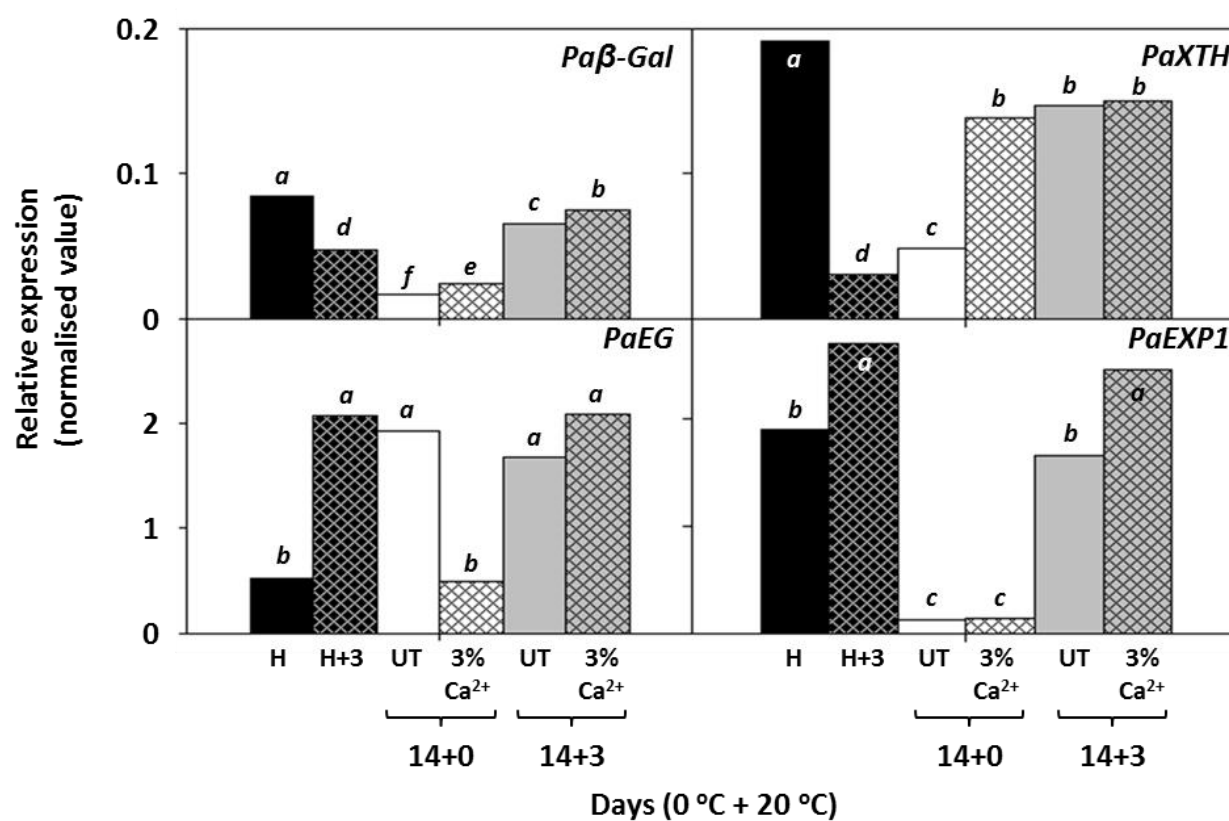 Relative expression
(normalised value)
0.2
0.1
0
Paβ-Gal
a
d
f
e
c
b
PaXTH
a
d
c
b
b
b
2
1
0
PaEG
b
a
a
b
a
a
PaEXP1
b
a
c
c
b
a
H H+3 UT 3% Ca²⁺ UT 3% Ca²⁺
14+0 14+3
H H+3 UT 3% Ca²⁺ UT 3% Ca²⁺
14+0 14+3
Days (0 °C + 20 °C)